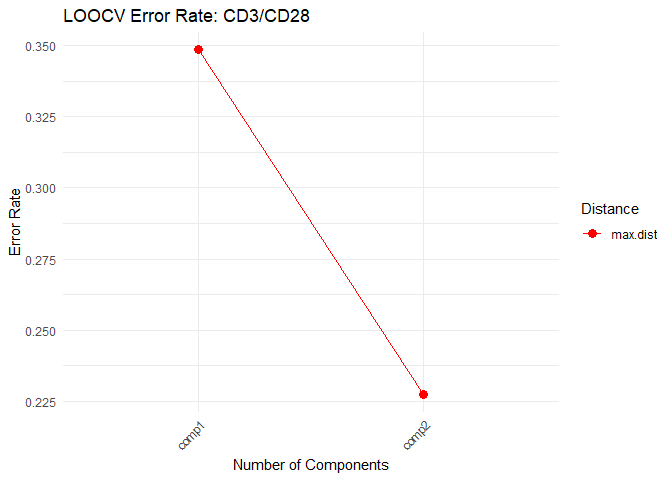 LOOCV Error Rate: CD3/CD28
0.350
0.325
0.300
0.275
0.250
0.225
Error Rate
comp1
comp2
Number of Components
Distance
max.dist